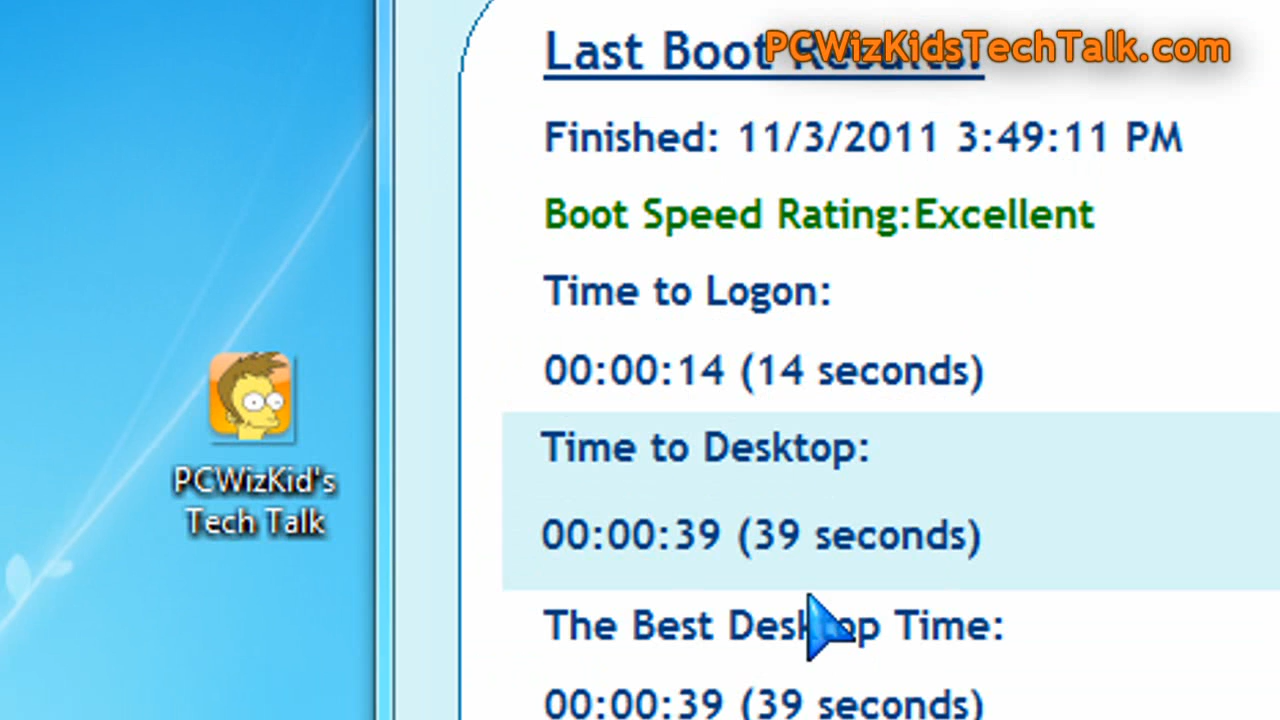 Last Boot Results:
PCWizKidsTechTalk.com
Finished: 11/3/2011 3:49:11 PM
Boot Speed Rating:Excellent
Time to Logon:
00:00:14 (14 seconds)
Time to Desktop:
00:00:39 (39 seconds)
The Best Desktop Time:
00:00:39 (39 seconds)
PCWizKid's
Tech Talk